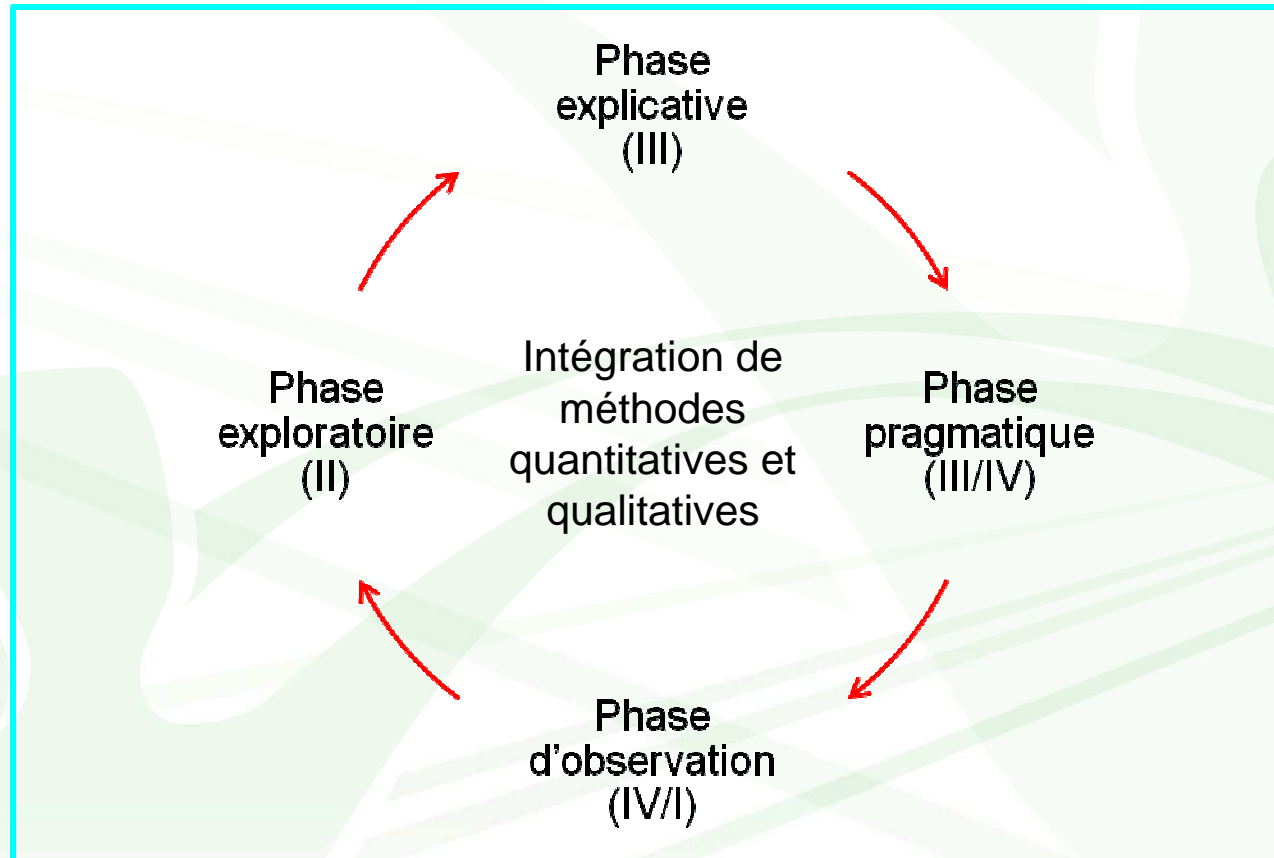 Phase
explicative
(III)
Phase
exploratoire
(II)
Intégration de
méthodes
quantitatives et
qualitatives
Phase
pragmatique
(III/IV)
Phase
d'observation
(IV/I)